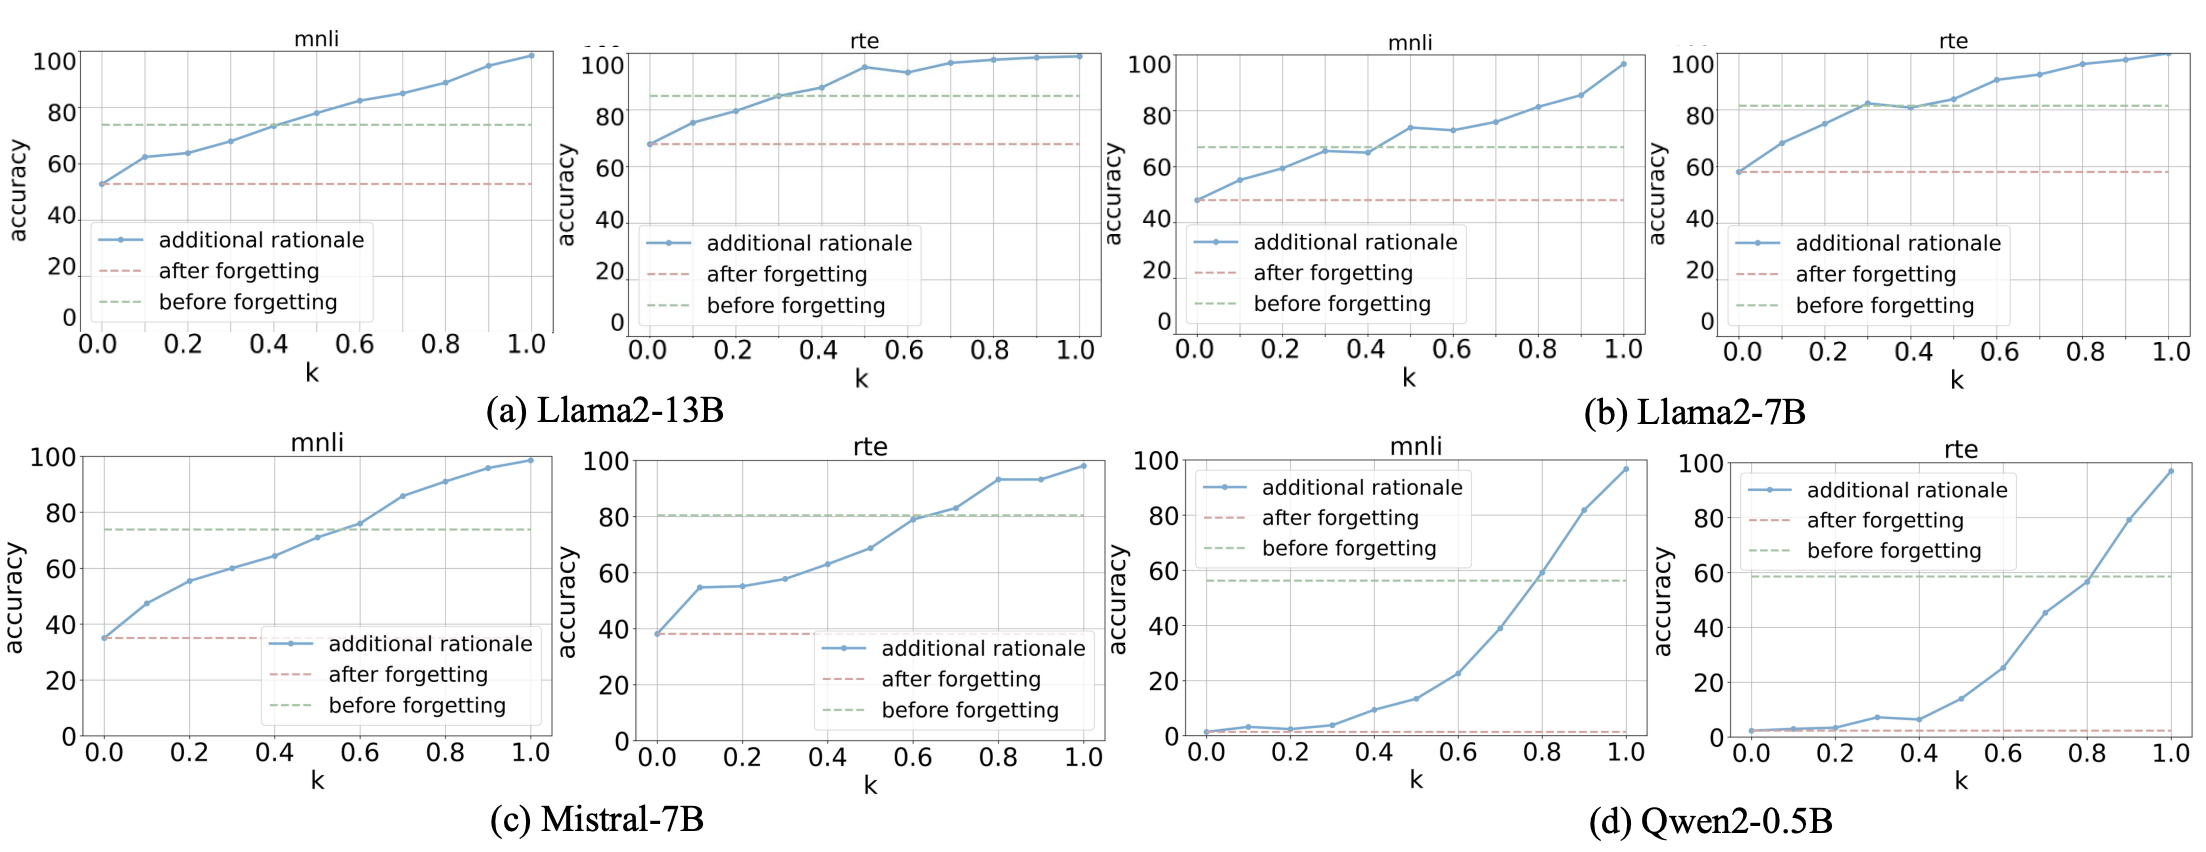 mnli
100
80
60
40
20
0
accuracy
additional rationale
after forgetting
before forgetting
0.0 0.2 0.4 0.6 0.8 1.0
k
rte
100
80
60
40
20
0
accuracy
additional rationale
after forgetting
before forgetting
0.0 0.2 0.4 0.6 0.8 1.0
k
(a) Llama2-13B
mnli
100
80
60
40
20
0
accuracy
additional rationale
after forgetting
before forgetting
0.0 0.2 0.4 0.6 0.8 1.0
k
rte
100
80
60
40
20
0
accuracy
additional rationale
after forgetting
before forgetting
0.0 0.2 0.4 0.6 0.8 1.0
k
(b) Llama2-7B
mnli
100
80
60
40
20
0
accuracy
additional rationale
after forgetting
before forgetting
0.0 0.2 0.4 0.6 0.8 1.0
k
rte
100
80
60
40
20
0
accuracy
additional rationale
after forgetting
before forgetting
0.0 0.2 0.4 0.6 0.8 1.0
k
(c) Mistral-7B
mnli
100
80
60
40
20
0
accuracy
additional rationale
after forgetting
before forgetting
0.0 0.2 0.4 0.6 0.8 1.0
k
rte
100
80
60
40
20
0
accuracy
additional rationale
after forgetting
before forgetting
0.0 0.2 0.4 0.6 0.8 1.0
k
(d) Qwen2-0.5B